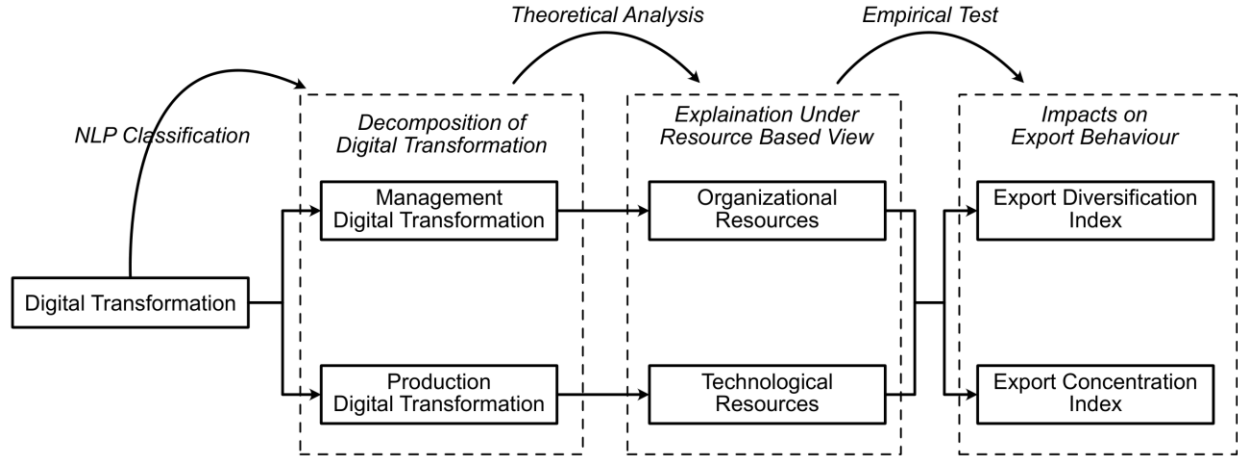 Theoretical Analysis
Empirical Test
NLP Classification
Decomposition of
Digital Transformation
Explaination Under
Resource Based View
Impacts on
Export Behaviour
Management
Digital Transformation
Organizational
Resources
Export Diversification
Index
Digital Transformation
Production
Digital Transformation
Technological
Resources
Export Concentration
Index